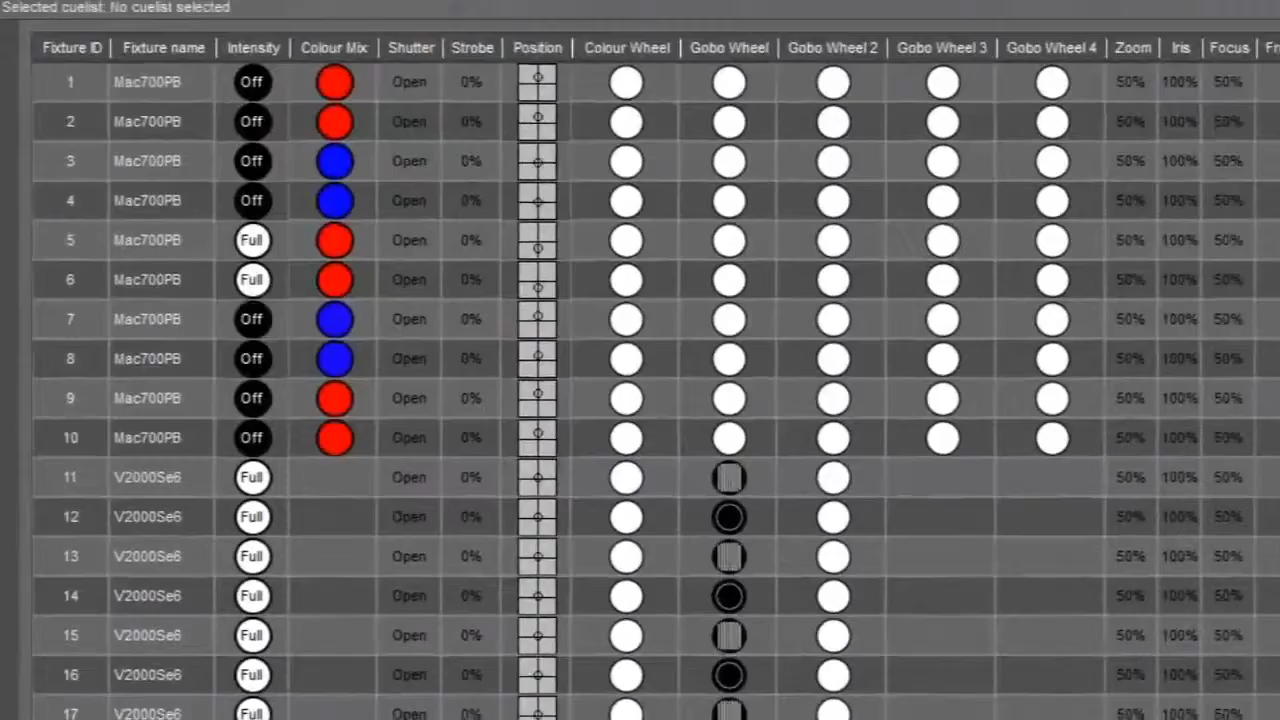 Selected cuelist: No cuelist selected
Fixture ID Fixture name Intensity Colour Mix Shutter Strobe Position Colour Wheel Gobo Wheel Gobo Wheel 2 Gobo Wheel 3 Gobo Wheel 4 Zoom Iris Focus
1 Mac700PB Off Open 0% 50% 100% 50%
2 Mac700PB Off Open 0% 50% 100% 50%
3 Mac700PB Off Open 0% 50% 100% 50%
4 Mac700PB Off Open 0% 50% 100% 50%
5 Mac700PB Full Open 0% 50% 100% 50%
6 Mac700PB Full Open 0% 50% 100% 50%
7 Mac700PB Off Open 0% 50% 100% 50%
8 Mac700PB Off Open 0% 50% 100% 50%
9 Mac700PB Off Open 0% 50% 100% 50%
10 Mac700PB Off Open 0% 50% 100% 50%
11 V2000Se6 Full Open 0% 50% 100% 50%
12 V2000Se6 Full Open 0% 50% 100% 50%
13 V2000Se6 Full Open 0% 50% 100% 50%
14 V2000Se6 Full Open 0% 50% 100% 50%
15 V2000Se6 Full Open 0% 50% 100% 50%
16 V2000Se6 Full Open 0% 50% 100% 50%
17 V2000Se6 Full Open 0% 50% 100% 50%